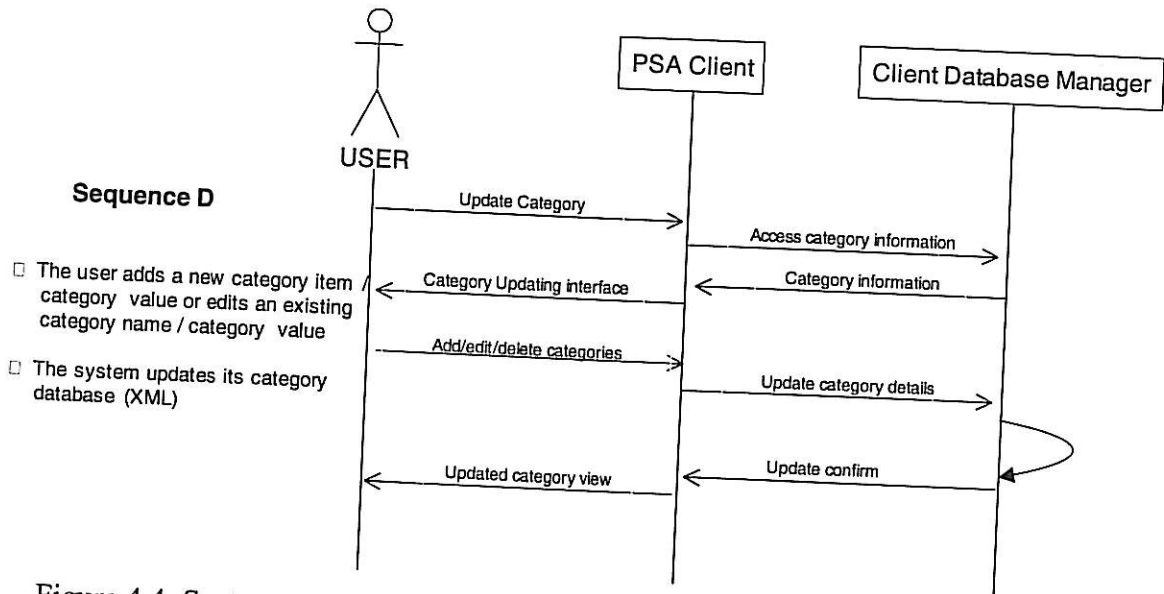 PSA Client
Client Database Manager
USER
Sequence D
Update Category
Access category information
□ The user adds a new category item /
category value or edits an existing
category name / category value
Category Updating interface
Category information
Add/edit/delete categories
□ The system updates its category
database (XML)
Update category details
Updated category view
Update confirm
Figure 4.4